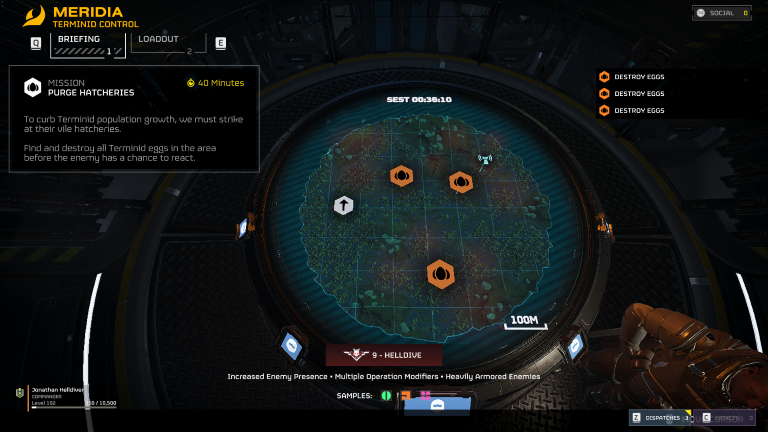 MERIDIA
TERMINID CONTROL
SOCIAL 0
Q
BRIEFING
1
LOADOUT
2
E
MISSION
PURGE HATCHERIES
40 Minutes
To curb Terminid population growth, we must strike
at their vile hatcheries.
Find and destroy all Terminid eggs in the area
before the enemy has a chance to react.
DESTROY EGGS
DESTROY EGGS
DESTROY EGGS
SEST 00:36:10
100M
9 - HELLDIVE
Increased Enemy Presence • Multiple Operation Modifiers • Heavily Armored Enemies
SAMPLES:
Jonathan Helldiver
COMMANDER
Level 102
/ 10,500
Z DISPATCHES 3
C